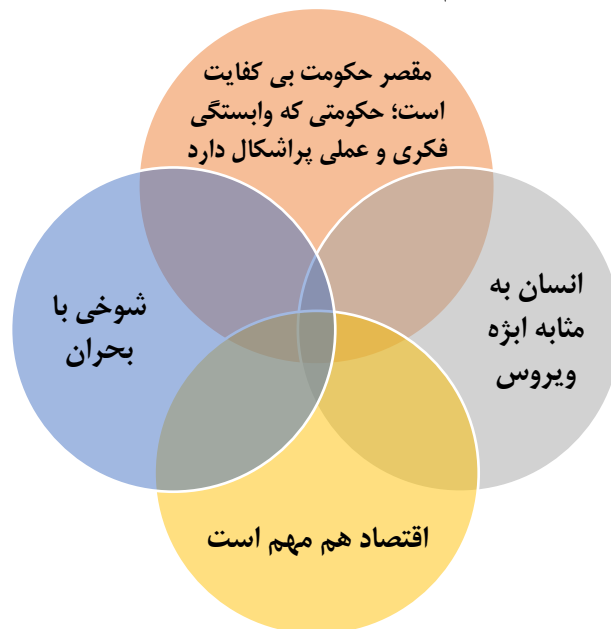 مقصر حکومت بی کفایت
است؛ حکومتی که وابستگی
فکری و عملی پراشکال دارد
شوخی با
بحران
انسان به
مثابه ابژه
ویروس
اقتصاد هم مهم است